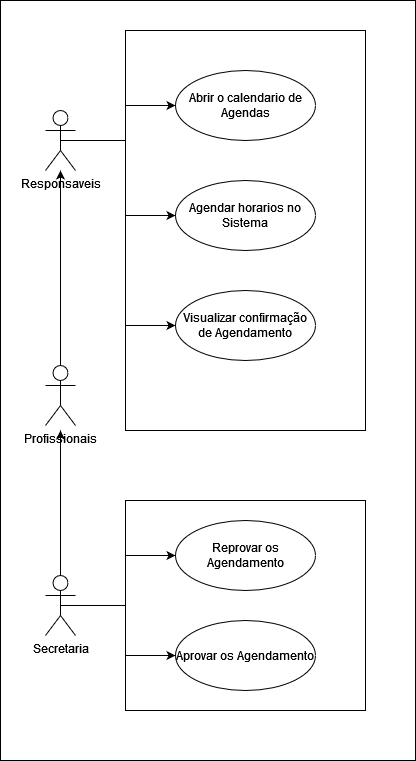 Abrir o calendario de
Agendas
Responsaveis
Agendar horarios no
Sistema
Visualizar confirmação
de Agendamento
Profissionais
Reprovar os
Agendamento
Secretaria
Aprovar os Agendamento